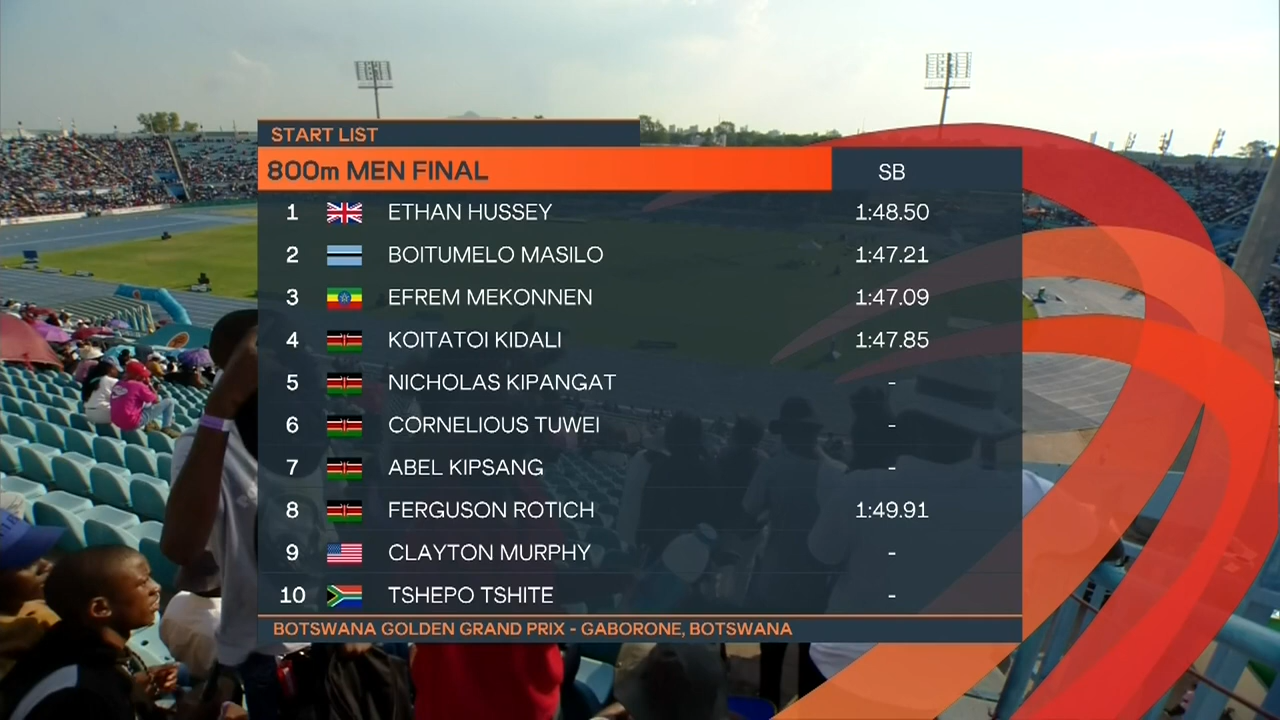 START LIST
800m MEN FINAL SB
1 ETHAN HUSSEY 1:48.50
2 BOITUMELO MASILO 1:47.21
3 EFREM MEKONNEN 1:47.09
4 KOITATOI KIDALI 1:47.85
5 NICHOLAS KIPANGAT -
6 CORNELIOUS TUWEI -
7 ABEL KIPSANG -
8 FERGUSON ROTICH 1:49.91
9 CLAYTON MURPHY -
10 TSHEPO TSHITE -
BOTSWANA GOLDEN GRAND PRIX - GABORONE, BOTSWANA